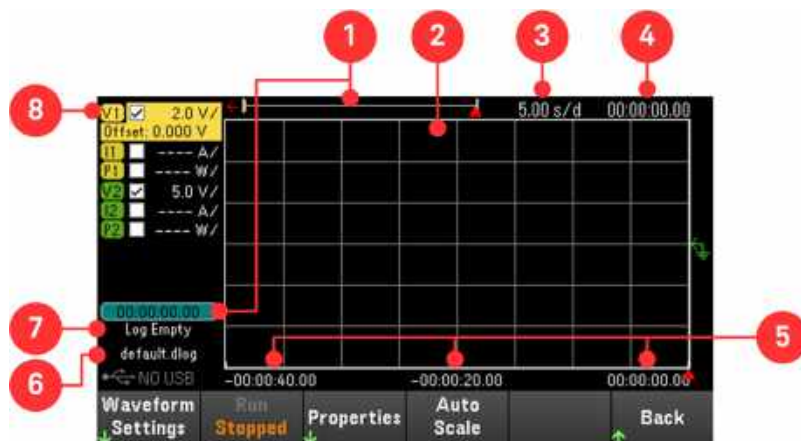 1
2
3
4
8
V1 2.0 V/
5.00 s/d
00:00:00.00
Offset: 0.000 V
I1 ---- A/
P1 ---- W/
V2 5.0 V/
I2 ---- A/
P2 ---- W/
00:00:00.00
7
Log Empty
5
default.dlog
6
NO USB
-00:00:40.00
-00:00:20.00
00:00:00.00
Waveform
Settings
Run
Stopped
Properties
Auto
Scale
Back